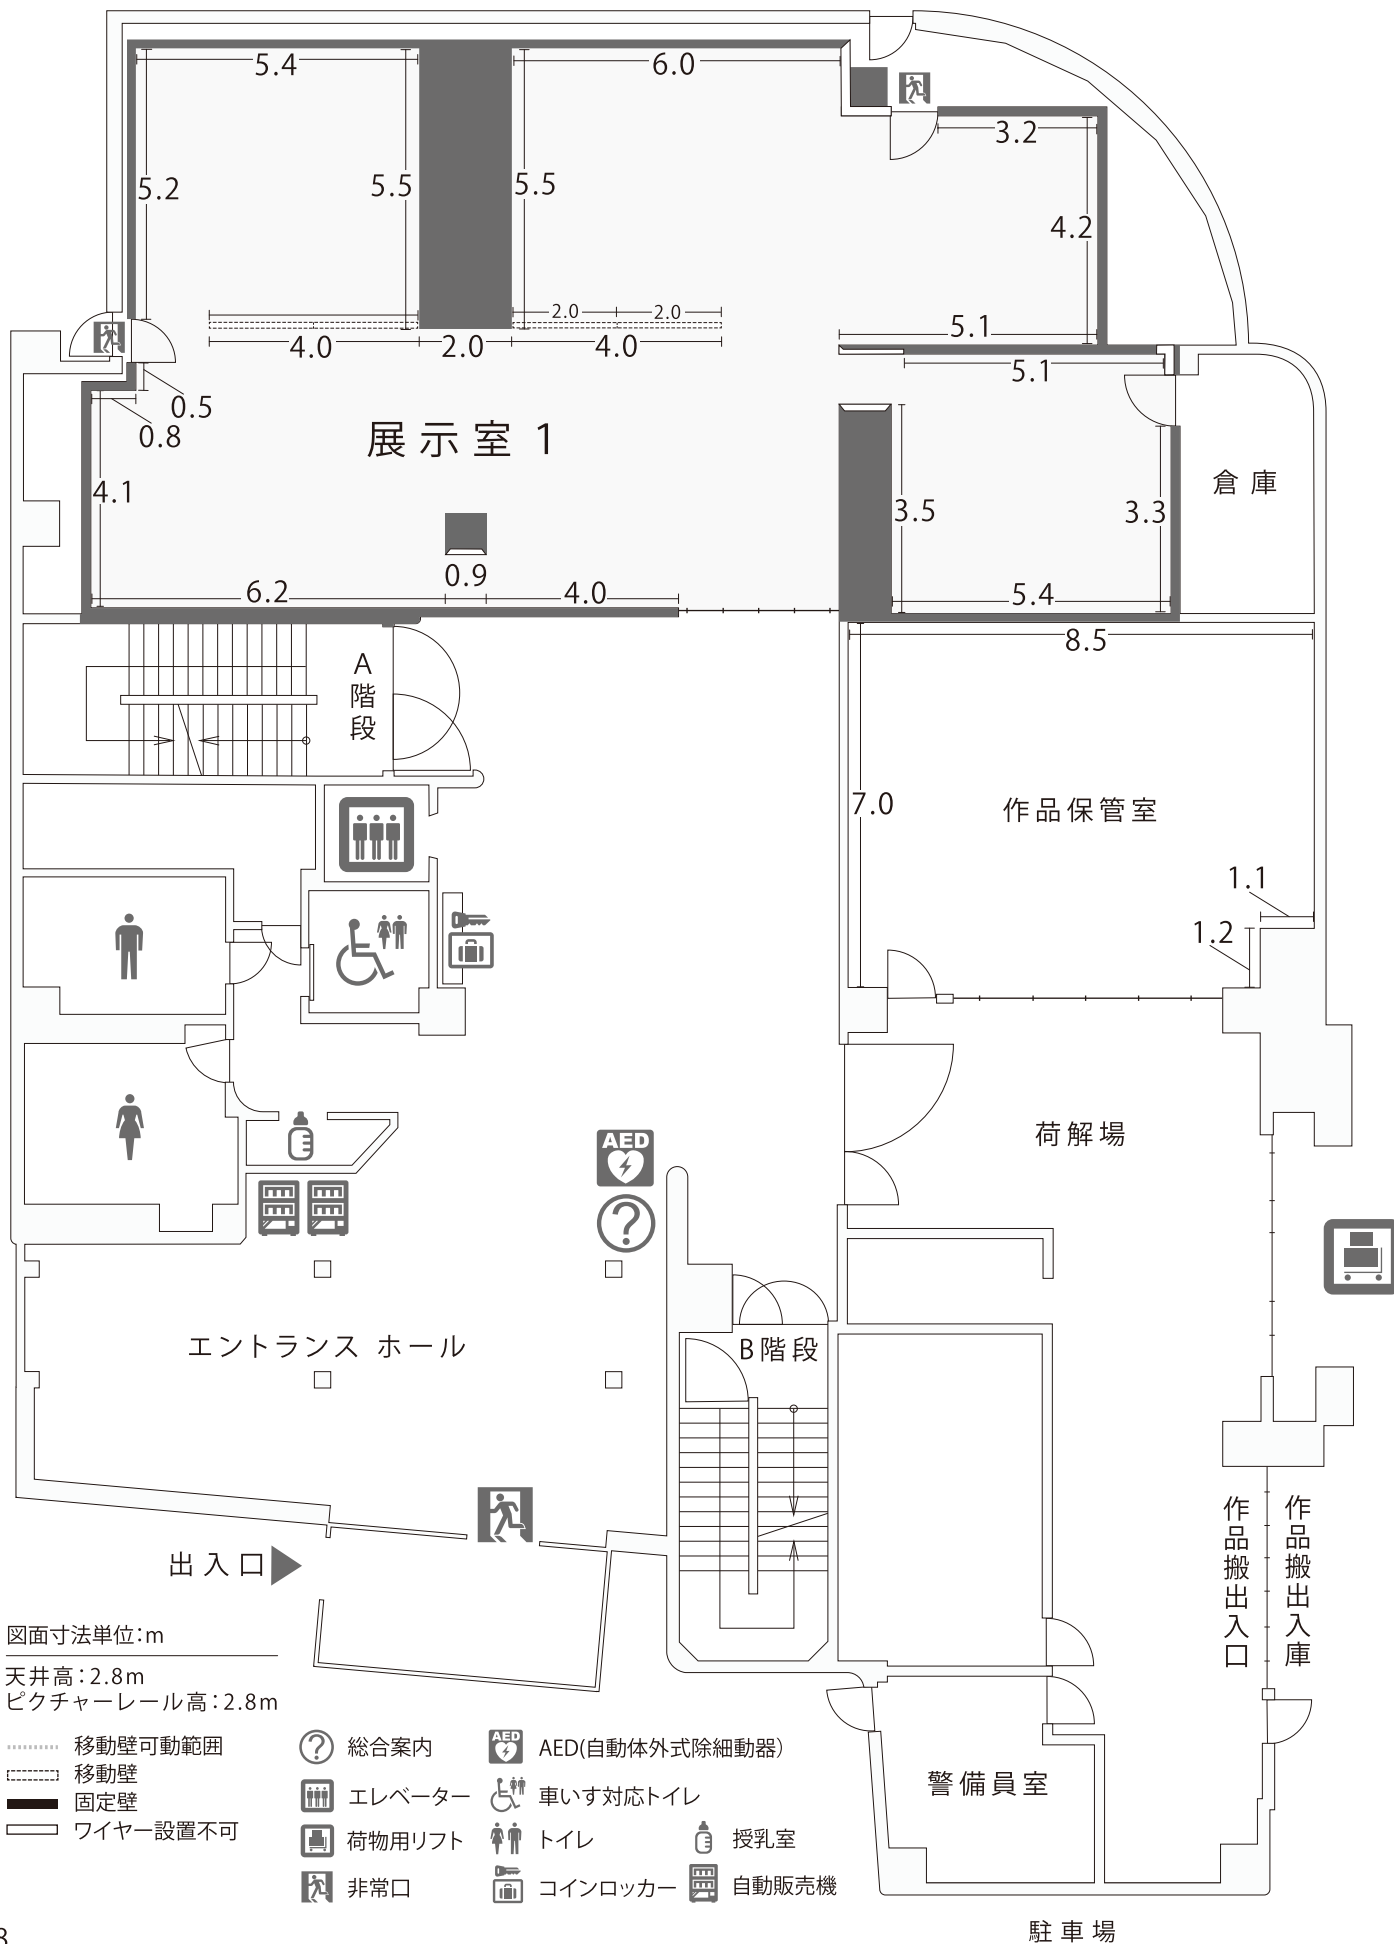 5.4
6.0
3.2
5.2
5.5
5.5
4.2
2.0
2.0
4.0
2.0
4.0
5.1
5.1
0.5
0.8
展示室 1
4.1
3.5
3.3
倉庫
6.2
0.9
4.0
5.4
8.5
A階段
7.0
作品保管室
1.1
1.2
荷解場
AED
エントランス ホール
B階段
作品搬出入口
作品搬出入庫
出入口
図面寸法単位：m
天井高：2.8m
ピクチャーレール高：2.8m
移動壁可動範囲
移動壁
固定壁
ワイヤー設置不可
総合案内
エレベーター
荷物用リフト
非常口
AED
AED(自動体外式除細動器)
車いす対応トイレ
トイレ
コインロッカー
授乳室
自動販売機
警備員室
駐車場